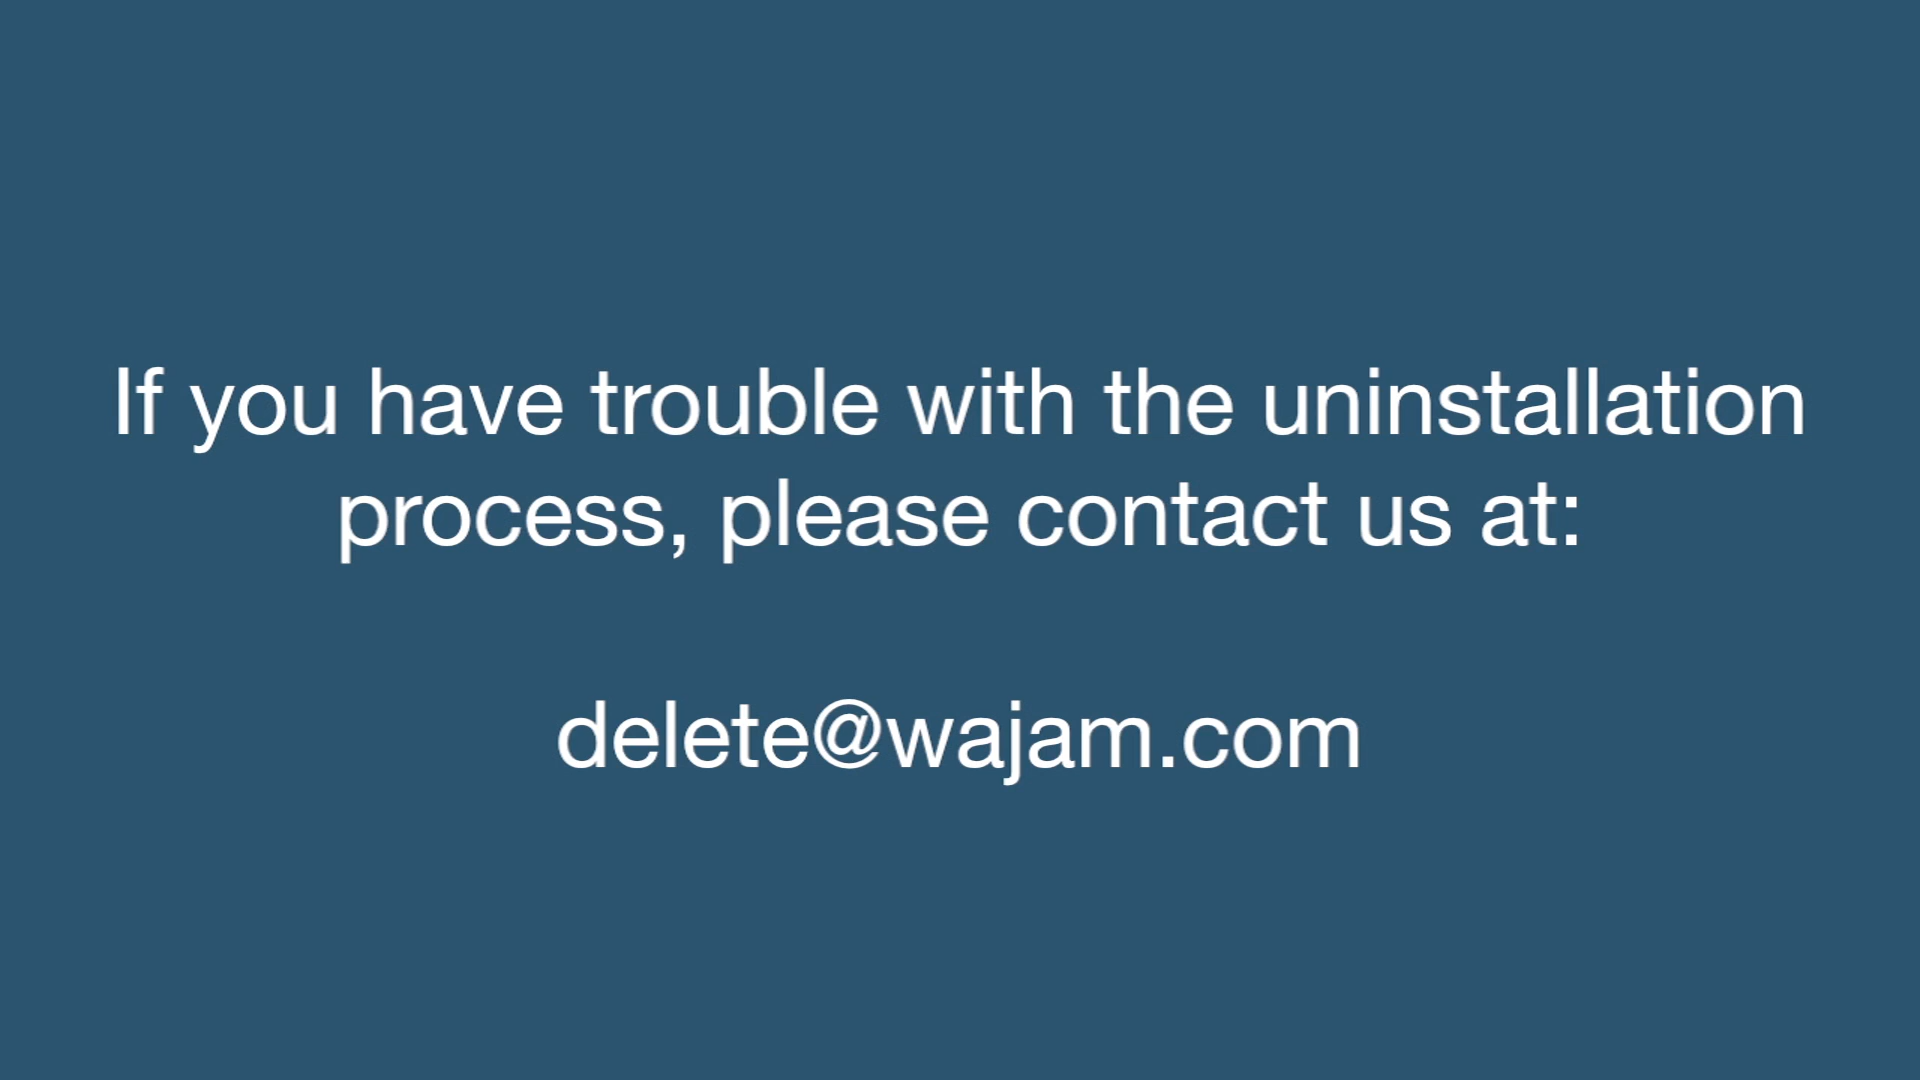 If you have trouble with the uninstallation
process, please contact us at:
delete@wajam.com